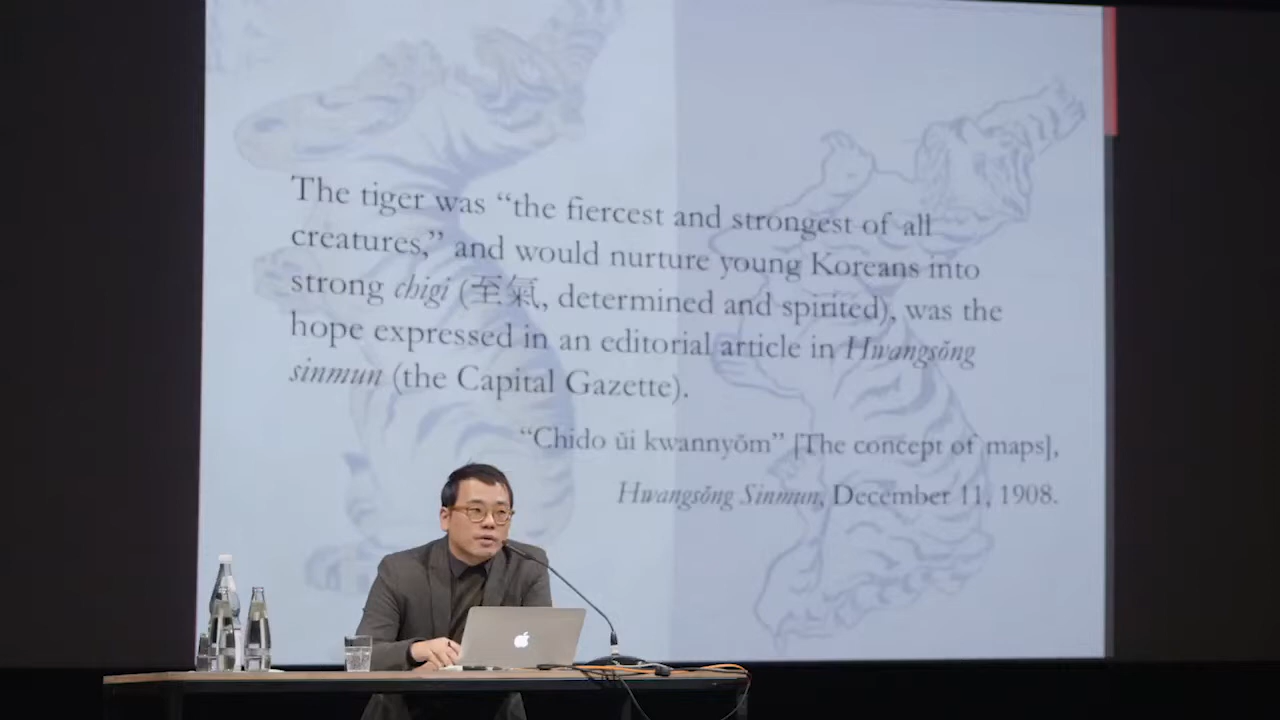 The tiger was “the fiercest and strongest of all
creatures,” and would nurture young Koreans into
strong chigi (至氣, determined and spirited), was the
hope expressed in an editorial article in Hwangsŏng
sinmun (the Capital Gazette).
“Chido ŭi kwannyŏm” [The concept of maps],
Hwangsŏng Sinmun, December 11, 1908.